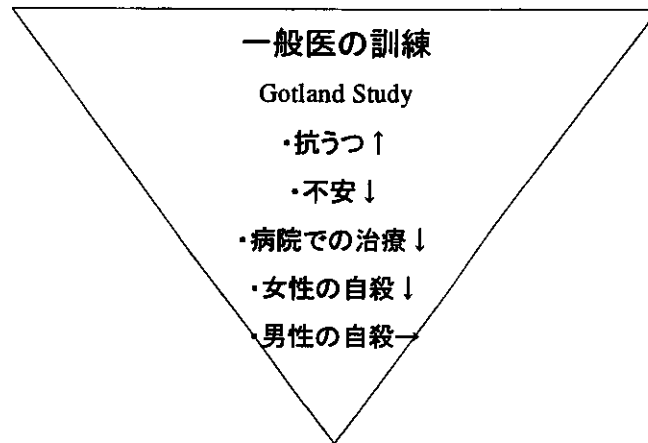 一般医の訓練
Gotland Study
・抗うつ↑
・不安↓
・病院での治療↓
・女性の自殺↓
・男性の自殺→